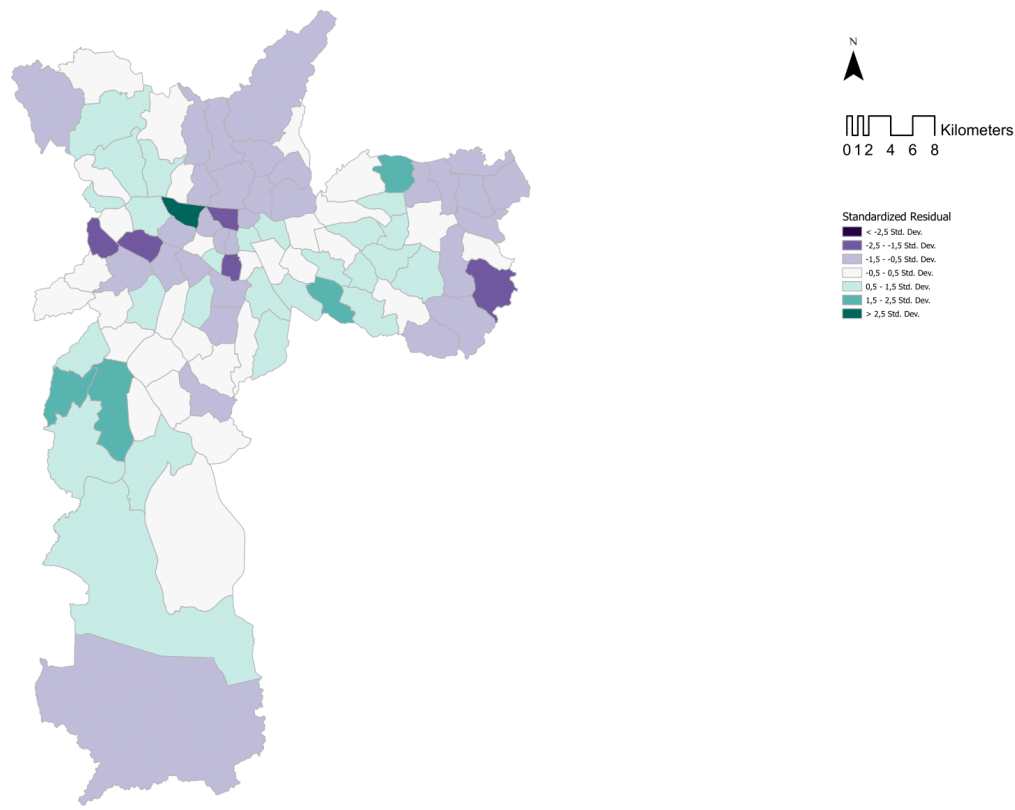 N
Kilometers
0 1 2 4 6 8
Standardized Residual
< -2,5 Std. Dev.
-2,5 - -1,5 Std. Dev.
-1,5 - -0,5 Std. Dev.
-0,5 - 0,5 Std. Dev.
0,5 - 1,5 Std. Dev.
1,5 - 2,5 Std. Dev.
> 2,5 Std. Dev.